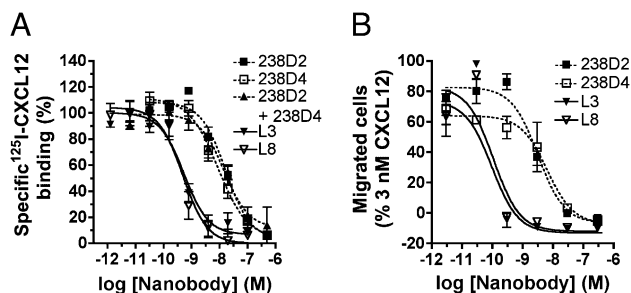 A
Specific 125I-CXCL12
binding (%)
140
120
100
80
60
40
20
0
-12 -11 -10 -9 -8 -7 -6
log [Nanobody] (M)
238D2
238D4
238D2
+ 238D4
L3
L8
B
Migrated cells
(% 3 nM CXCL12)
100
80
60
40
20
0
-20
-12 -11 -10 -9 -8 -7 -6
log [Nanobody] (M)
238D2
238D4
L3
L8